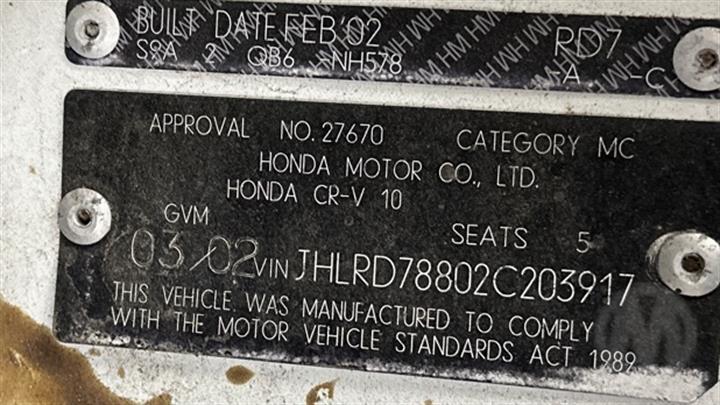 BUILT DATE FEB'02 RD7
S9A 2 QB6 NH578 -A -C
APPROVAL NO. 27670 CATEGORY MC
HONDA MOTOR CO., LTD.
HONDA CR-V 10
GVM SEATS 5
03/02 VIN JHLRD78802C203917
THIS VEHICLE WAS MANUFACTURED TO COMPLY
WITH THE MOTOR VEHICLE STANDARDS ACT 1989